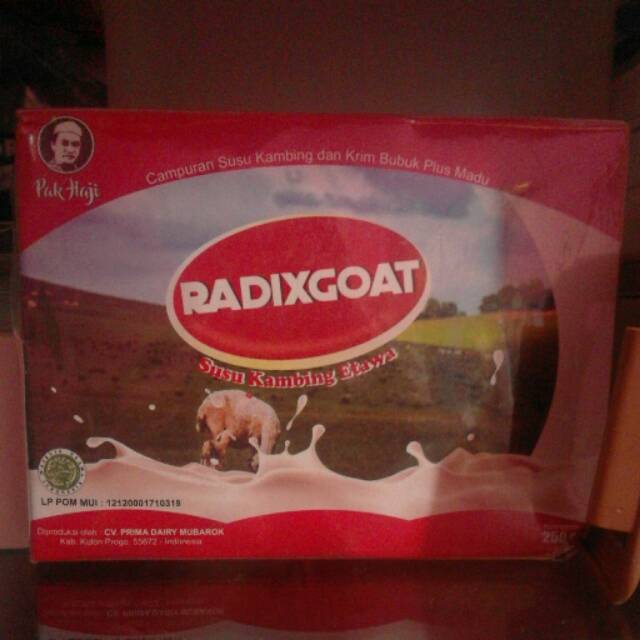 Pak Haji
Campuran Susu Kambing dan Krim Bubuk Plus Madu
RADIXGOAT
Susu Kambing Etawa
LP POM MUI : 12120001710318
Diproduksi oleh : CV. PRIMA DAIRY MUBAROK
Kab. Kulon Progo. 55672 - Indonesia